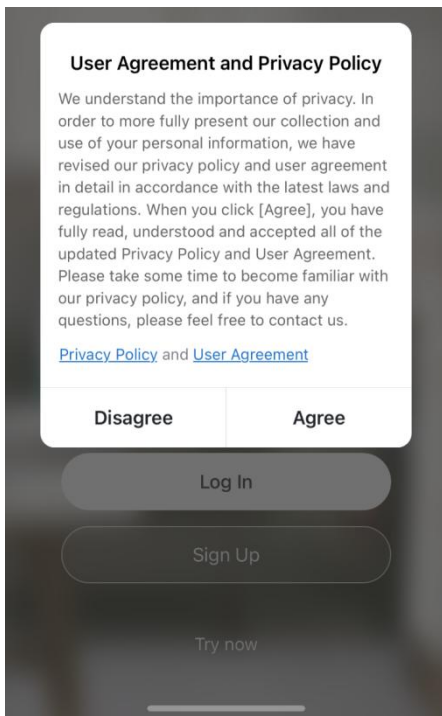 User Agreement and Privacy Policy
We understand the importance of privacy. In
order to more fully present our collection and
use of your personal information, we have
revised our privacy policy and user agreement
in detail in accordance with the latest laws and
regulations. When you click [Agree], you have
fully read, understood and accepted all of the
updated Privacy Policy and User Agreement.
Please take some time to become familiar with
our privacy policy, and if you have any
questions, please feel free to contact us.
Privacy Policy and User Agreement
Disagree Agree
Log In
Sign Up
Try now